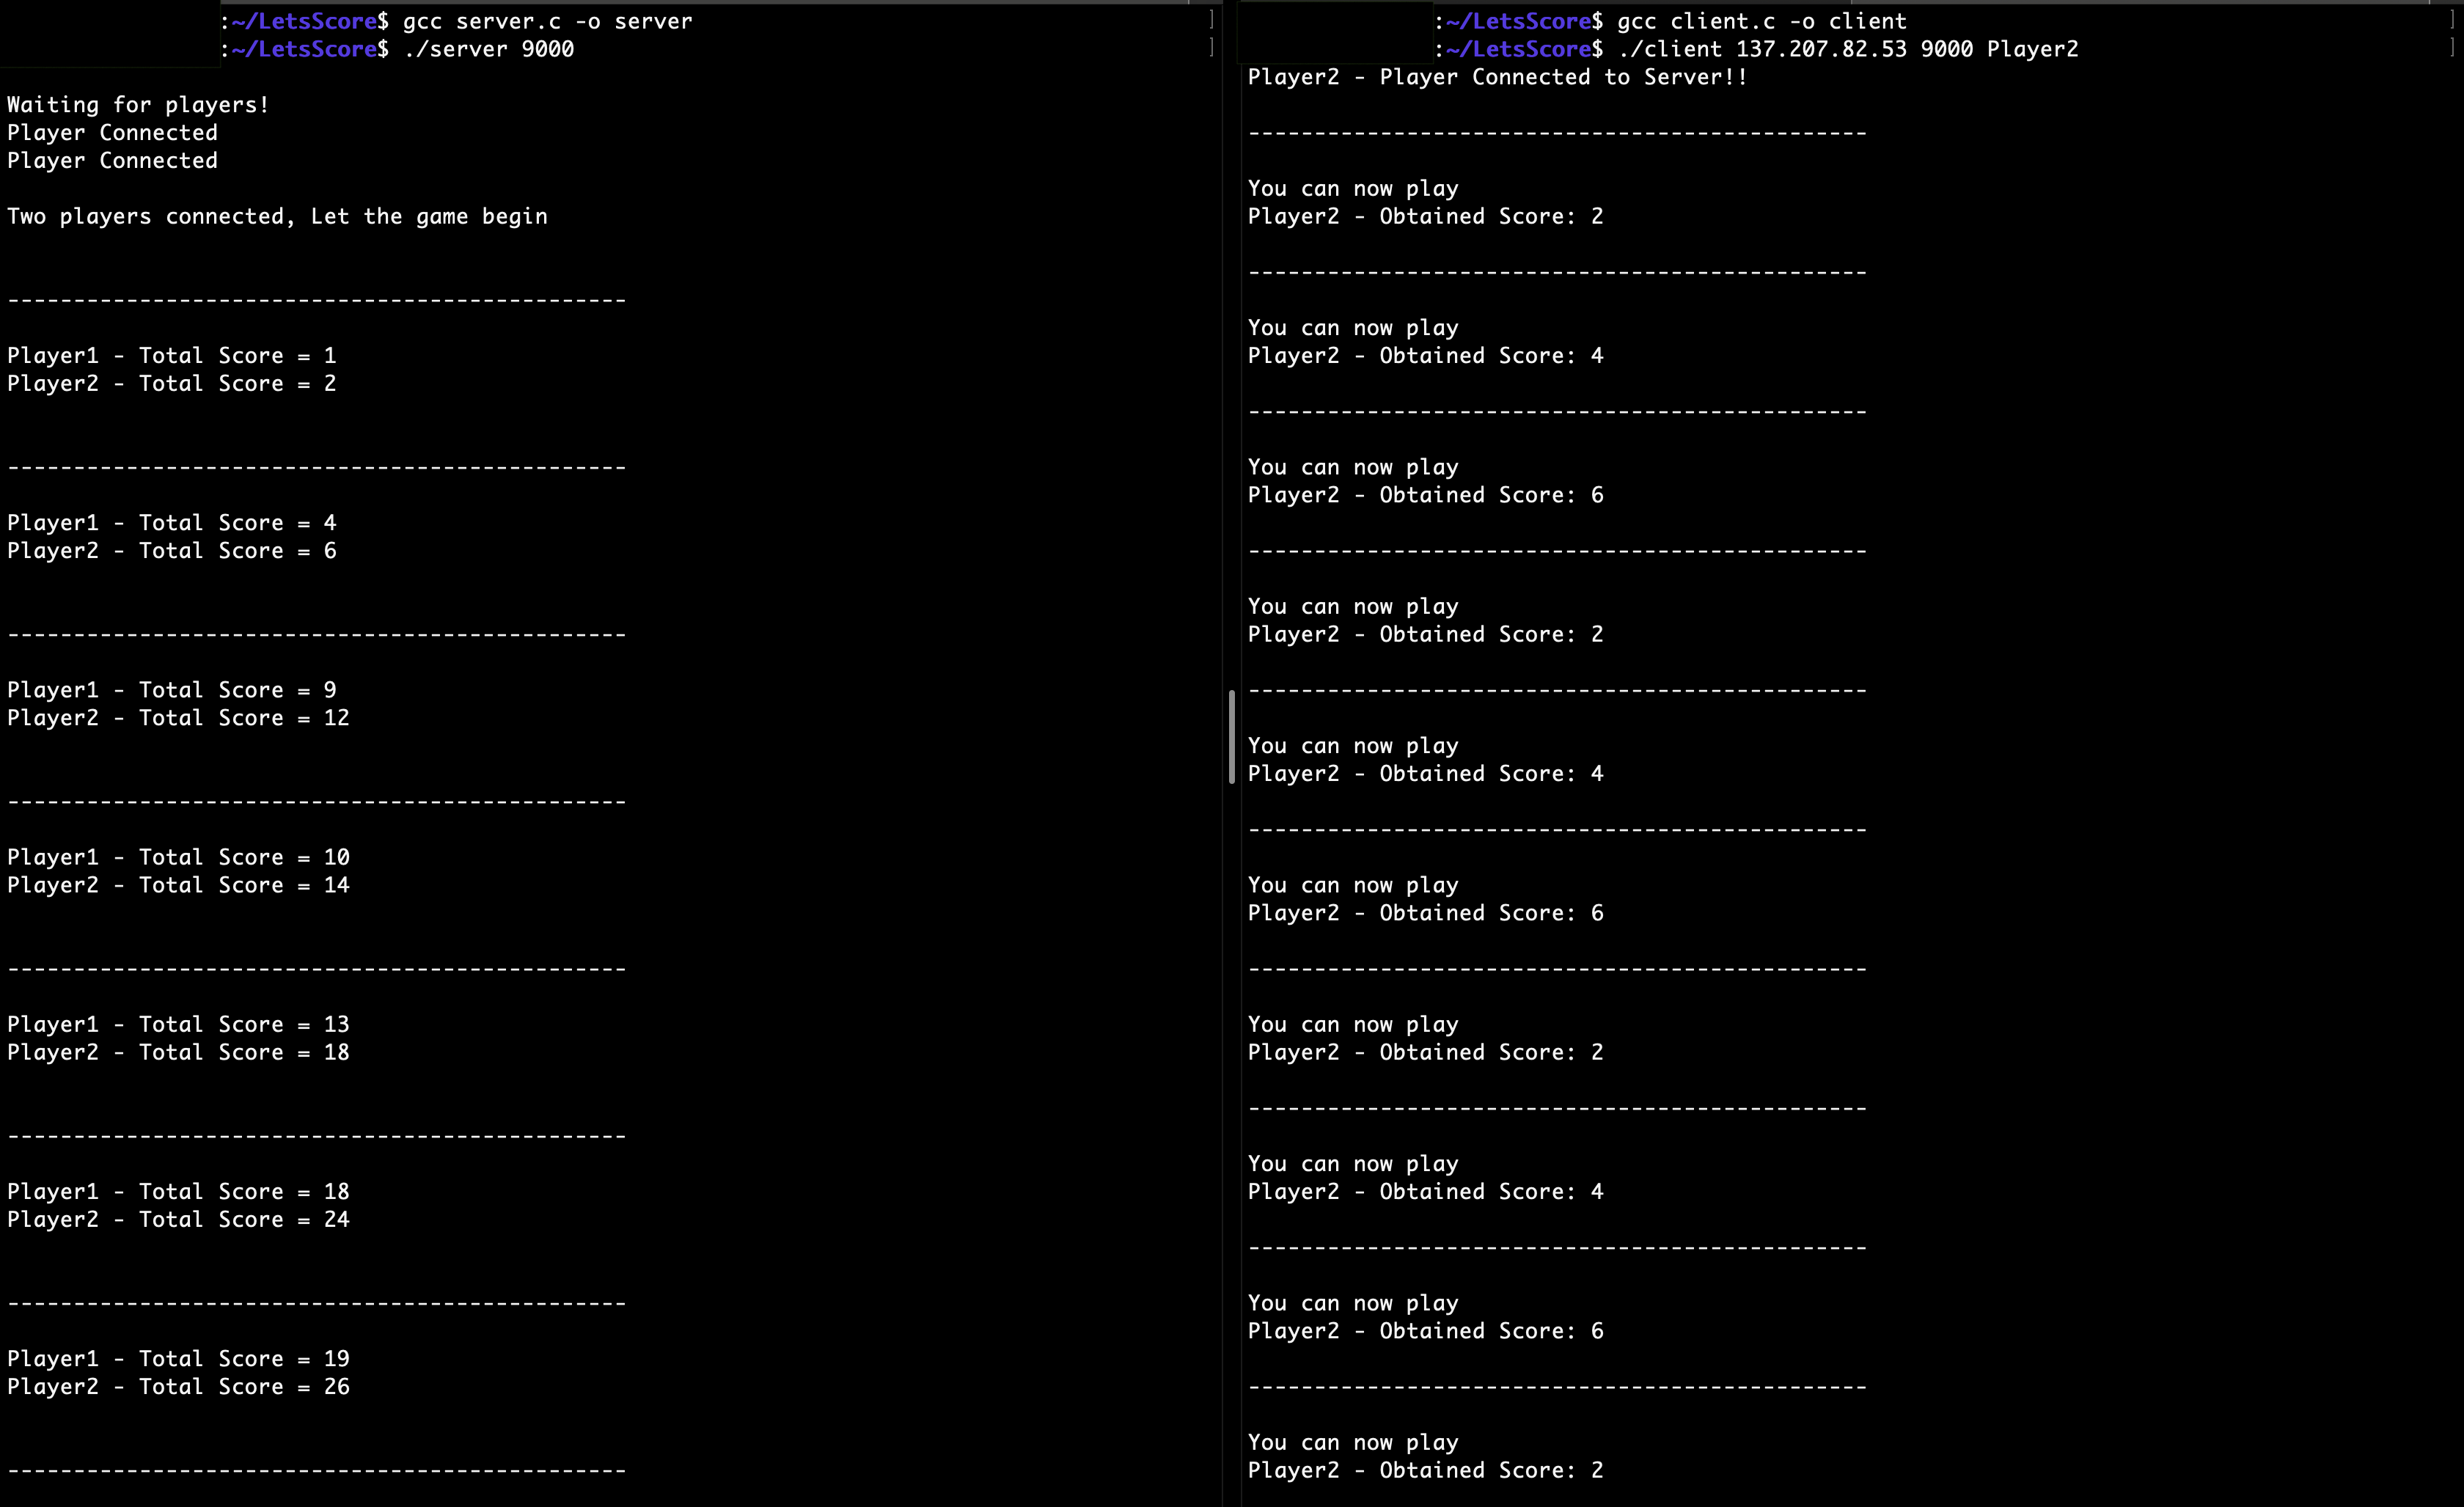 :~/LetsScore$ gcc server.c -o server
:~/LetsScore$ ./server 9000
Waiting for players!
Player Connected
Player Connected
Two players connected, Let the game begin
-----------------------------------------------
Player1 - Total Score = 1
Player2 - Total Score = 2
-----------------------------------------------
Player1 - Total Score = 4
Player2 - Total Score = 6
-----------------------------------------------
Player1 - Total Score = 9
Player2 - Total Score = 12
-----------------------------------------------
Player1 - Total Score = 10
Player2 - Total Score = 14
-----------------------------------------------
Player1 - Total Score = 13
Player2 - Total Score = 18
-----------------------------------------------
Player1 - Total Score = 18
Player2 - Total Score = 24
-----------------------------------------------
Player1 - Total Score = 19
Player2 - Total Score = 26
-----------------------------------------------
:~/LetsScore$ gcc client.c -o client
:~/LetsScore$ ./client 137.207.82.53 9000 Player2
Player2 - Player Connected to Server!!
-----------------------------------------------
You can now play
Player2 - Obtained Score: 2
-----------------------------------------------
You can now play
Player2 - Obtained Score: 4
-----------------------------------------------
You can now play
Player2 - Obtained Score: 6
-----------------------------------------------
You can now play
Player2 - Obtained Score: 2
-----------------------------------------------
You can now play
Player2 - Obtained Score: 4
-----------------------------------------------
You can now play
Player2 - Obtained Score: 6
-----------------------------------------------
You can now play
Player2 - Obtained Score: 2
-----------------------------------------------
You can now play
Player2 - Obtained Score: 4
-----------------------------------------------
You can now play
Player2 - Obtained Score: 6
-----------------------------------------------
You can now play
Player2 - Obtained Score: 2